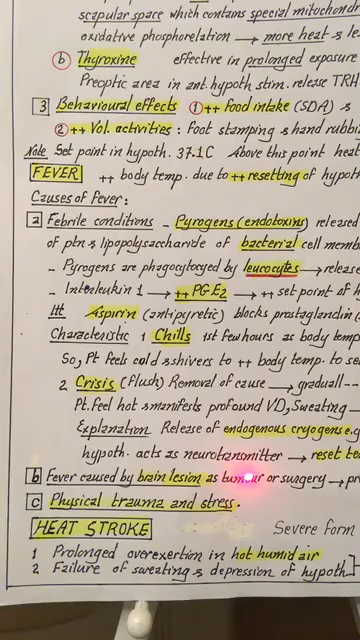 scapular space which contains special mitochond
oxidative phosphorelation → more heat & le
ⓑ Thyroxine effective in prolonged exposure
Preoptic area in ant. hypoth stim. release TRH
3 Behavioural effects ① ++ Food intake (SDA) &
② ++ Vol. activities : Foot stamping & hand rubbi
Note Set point in hypoth. 37.1C Above this point heat
FEVER ++ body temp. due to ++ resetting of hypoth
Causes of Fever:
a Febrile conditions - Pyrogens (endotoxins) released
of ptn & lipopolysaccharide of bacterial cell memb
- Pyrogens are phagocytocyed by leucocytes → release
- Interleukin 1 → ++ PGE2 → ++ set point of h
Aspirin (antipyretic) blocks prostaglandin
Characteristic 1 Chills 1st few hours as body temp
So, Pt feels cold & shivers to ++ body temp. to se
2 Crisis (flush) Removal of cause → graduall--
Pt. feel hot & manifests profound VD, Sweating
Explanation Release of endogenous cryogens e.g
hypoth. acts as neurotransmitter → reset te
b Fever caused by brain lesion as tumour or surgery → pr
c Physical trauma and stress.
HEAT STROKE Severe form
1 Prolonged overexertion in hot humid air
2 Failure of sweating & depression of hypoth